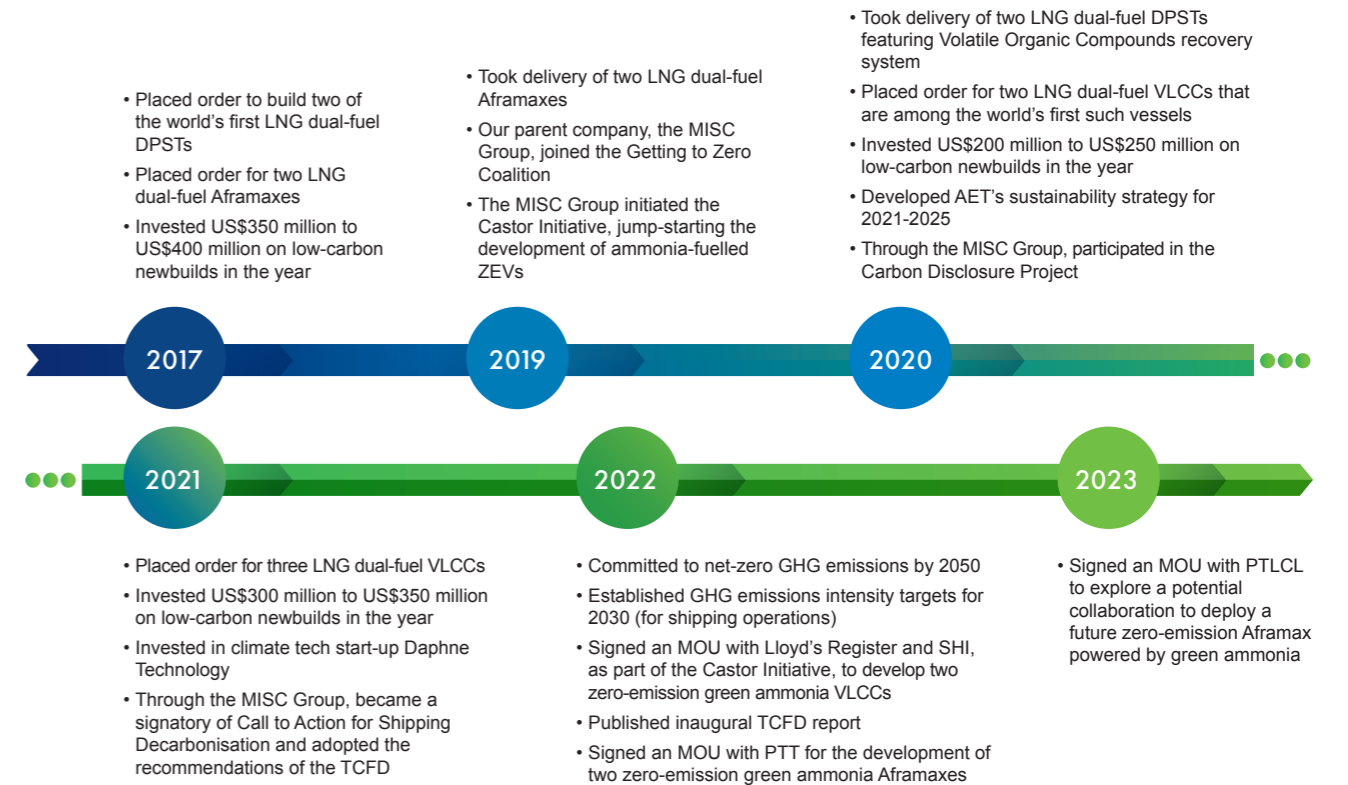 • Placed order to build two of
the world's first LNG dual-fuel
DPSTs
• Placed order for two LNG
dual-fuel Aframaxes
• Invested US$350 million to
US$400 million on low-carbon
newbuilds in the year
2017
• Took delivery of two LNG dual-fuel
Aframaxes
• Our parent company, the MISC
Group, joined the Getting to Zero
Coalition
• The MISC Group initiated the
Castor Initiative, jump-starting the
development of ammonia-fuelled
ZEVs
2019
• Took delivery of two LNG dual-fuel DPSTs
featuring Volatile Organic Compounds recovery
system
• Placed order for two LNG dual-fuel VLCCs that
are among the world's first such vessels
• Invested US$200 million to US$250 million on
low-carbon newbuilds in the year
• Developed AET's sustainability strategy for
2021-2025
• Through the MISC Group, participated in the
Carbon Disclosure Project
2020
2021
• Placed order for three LNG dual-fuel VLCCs
• Invested US$300 million to US$350 million
on low-carbon newbuilds in the year
• Invested in climate tech start-up Daphne
Technology
• Through the MISC Group, became a
signatory of Call to Action for Shipping
Decarbonisation and adopted the
recommendations of the TCFD
2022
• Committed to net-zero GHG emissions by 2050
• Established GHG emissions intensity targets for
2030 (for shipping operations)
• Signed an MOU with Lloyd's Register and SHI,
as part of the Castor Initiative, to develop two
zero-emission green ammonia VLCCs
• Published inaugural TCFD report
• Signed an MOU with PTT for the development of
two zero-emission green ammonia Aframaxes
2023
• Signed an MOU with PTLCL
to explore a potential
collaboration to deploy a
future zero-emission Aframax
powered by green ammonia